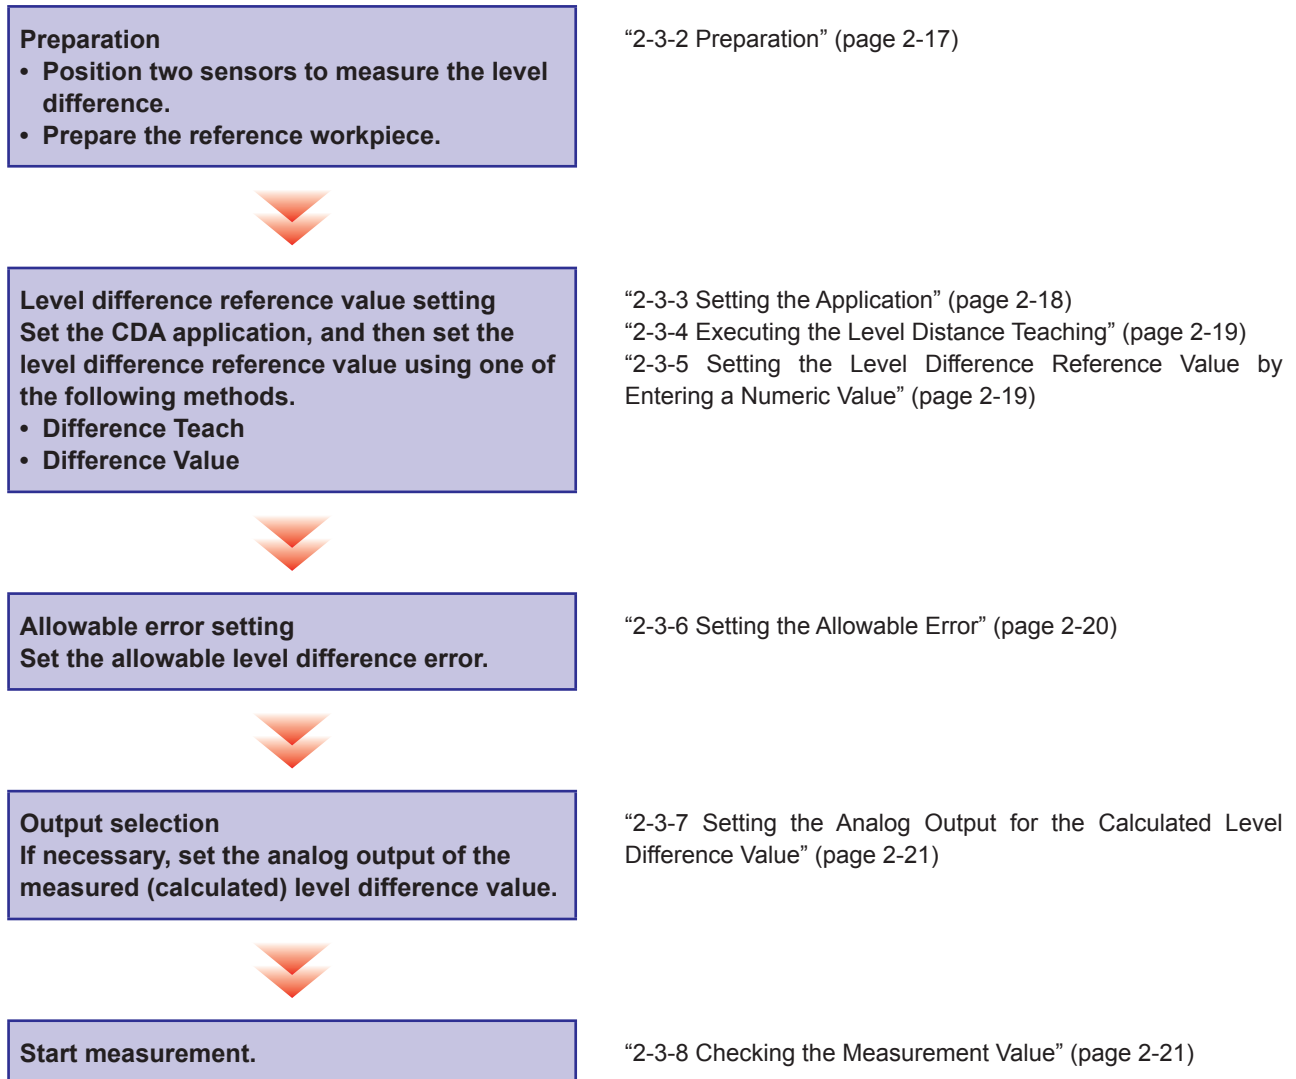 Preparation
• Position two sensors to measure the level
difference.
• Prepare the reference workpiece.
“2-3-2 Preparation” (page 2-17)
Level difference reference value setting
Set the CDA application, and then set the
level difference reference value using one of
the following methods.
• Difference Teach
• Difference Value
“2-3-3 Setting the Application” (page 2-18)
“2-3-4 Executing the Level Distance Teaching” (page 2-19)
“2-3-5 Setting the Level Difference Reference Value by
Entering a Numeric Value” (page 2-19)
Allowable error setting
Set the allowable level difference error.
“2-3-6 Setting the Allowable Error” (page 2-20)
Output selection
If necessary, set the analog output of the
measured (calculated) level difference value.
“2-3-7 Setting the Analog Output for the Calculated Level
Difference Value” (page 2-21)
Start measurement.
“2-3-8 Checking the Measurement Value” (page 2-21)